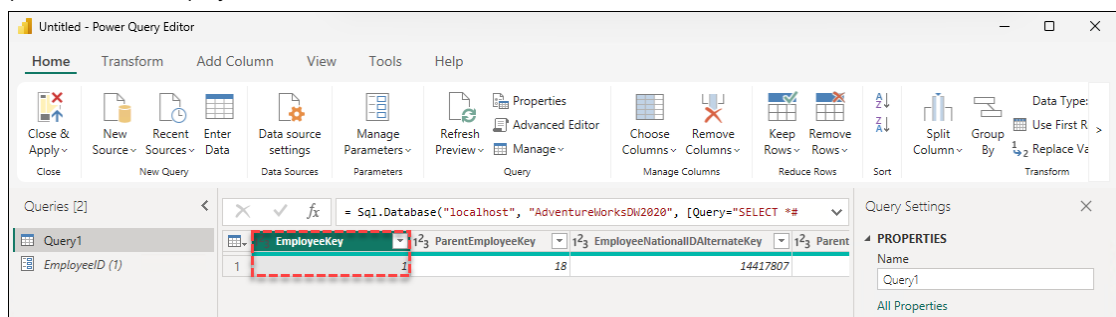 Untitled - Power Query Editor
Home Transform Add Column View Tools Help
Close & Apply
New Source
Recent Sources
Enter Data
Data source settings
Manage Parameters
Refresh Preview
Properties
Advanced Editor
Manage
Choose Columns
Remove Columns
Keep Rows
Remove Rows
Split Column
Group By
Data Type:
Use First R
Replace Va
Close New Query Data Sources Parameters Query Manage Columns Reduce Rows Sort Transform
Queries [2]
fx = Sql.Database("localhost", "AdventureWorksDW2020", [Query="SELECT *#
Query Settings
Query1
EmployeeID (1)
EmployeeKey 1²3 ParentEmployeeKey 1²3 EmployeeNationalIDAlternateKey 1²3 Parent
1 1 18 14417807
PROPERTIES
Name
Query1
All Properties